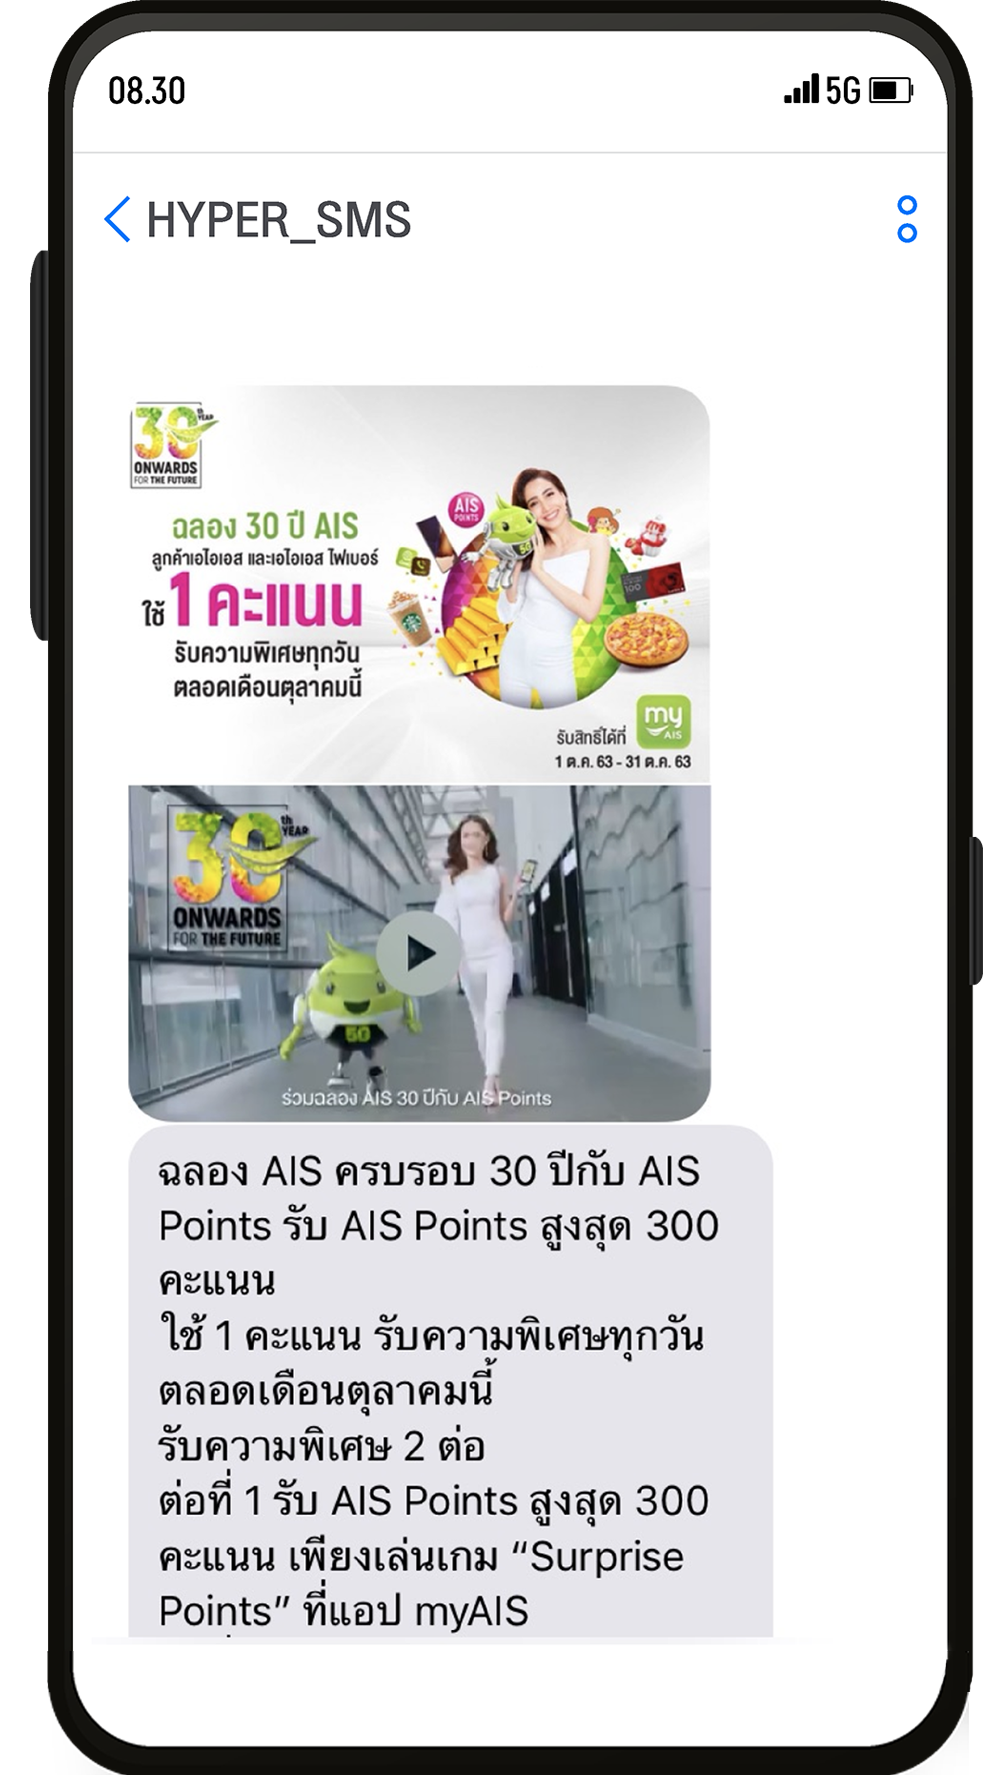 08.30
5G
HYPER_SMS
30th YEAR
ONWARDS
FOR THE FUTURE
ฉลอง 30 ปี AIS
ลูกค้าเอไอเอส และเอไอเอส ไฟเบอร์
ใช้ 1 คะแนน
รับความพิเศษทุกวัน
ตลอดเดือนตุลาคมนี้
AIS
POINTS
5G
100
รับสิทธิ์ได้ที่
my
AIS
1 ต.ค. 63 - 31 ต.ค. 63
30th YEAR
ONWARDS
FOR THE FUTURE
5G
ร่วมฉลอง AIS 30 ปีกับ AIS Points
ฉลอง AIS ครบรอบ 30 ปีกับ AIS
Points รับ AIS Points สูงสุด 300
คะแนน
ใช้ 1 คะแนน รับความพิเศษทุกวัน
ตลอดเดือนตุลาคมนี้
รับความพิเศษ 2 ต่อ
ต่อที่ 1 รับ AIS Points สูงสุด 300
คะแนน เพียงเล่นเกม “Surprise
Points” ที่แอป myAIS